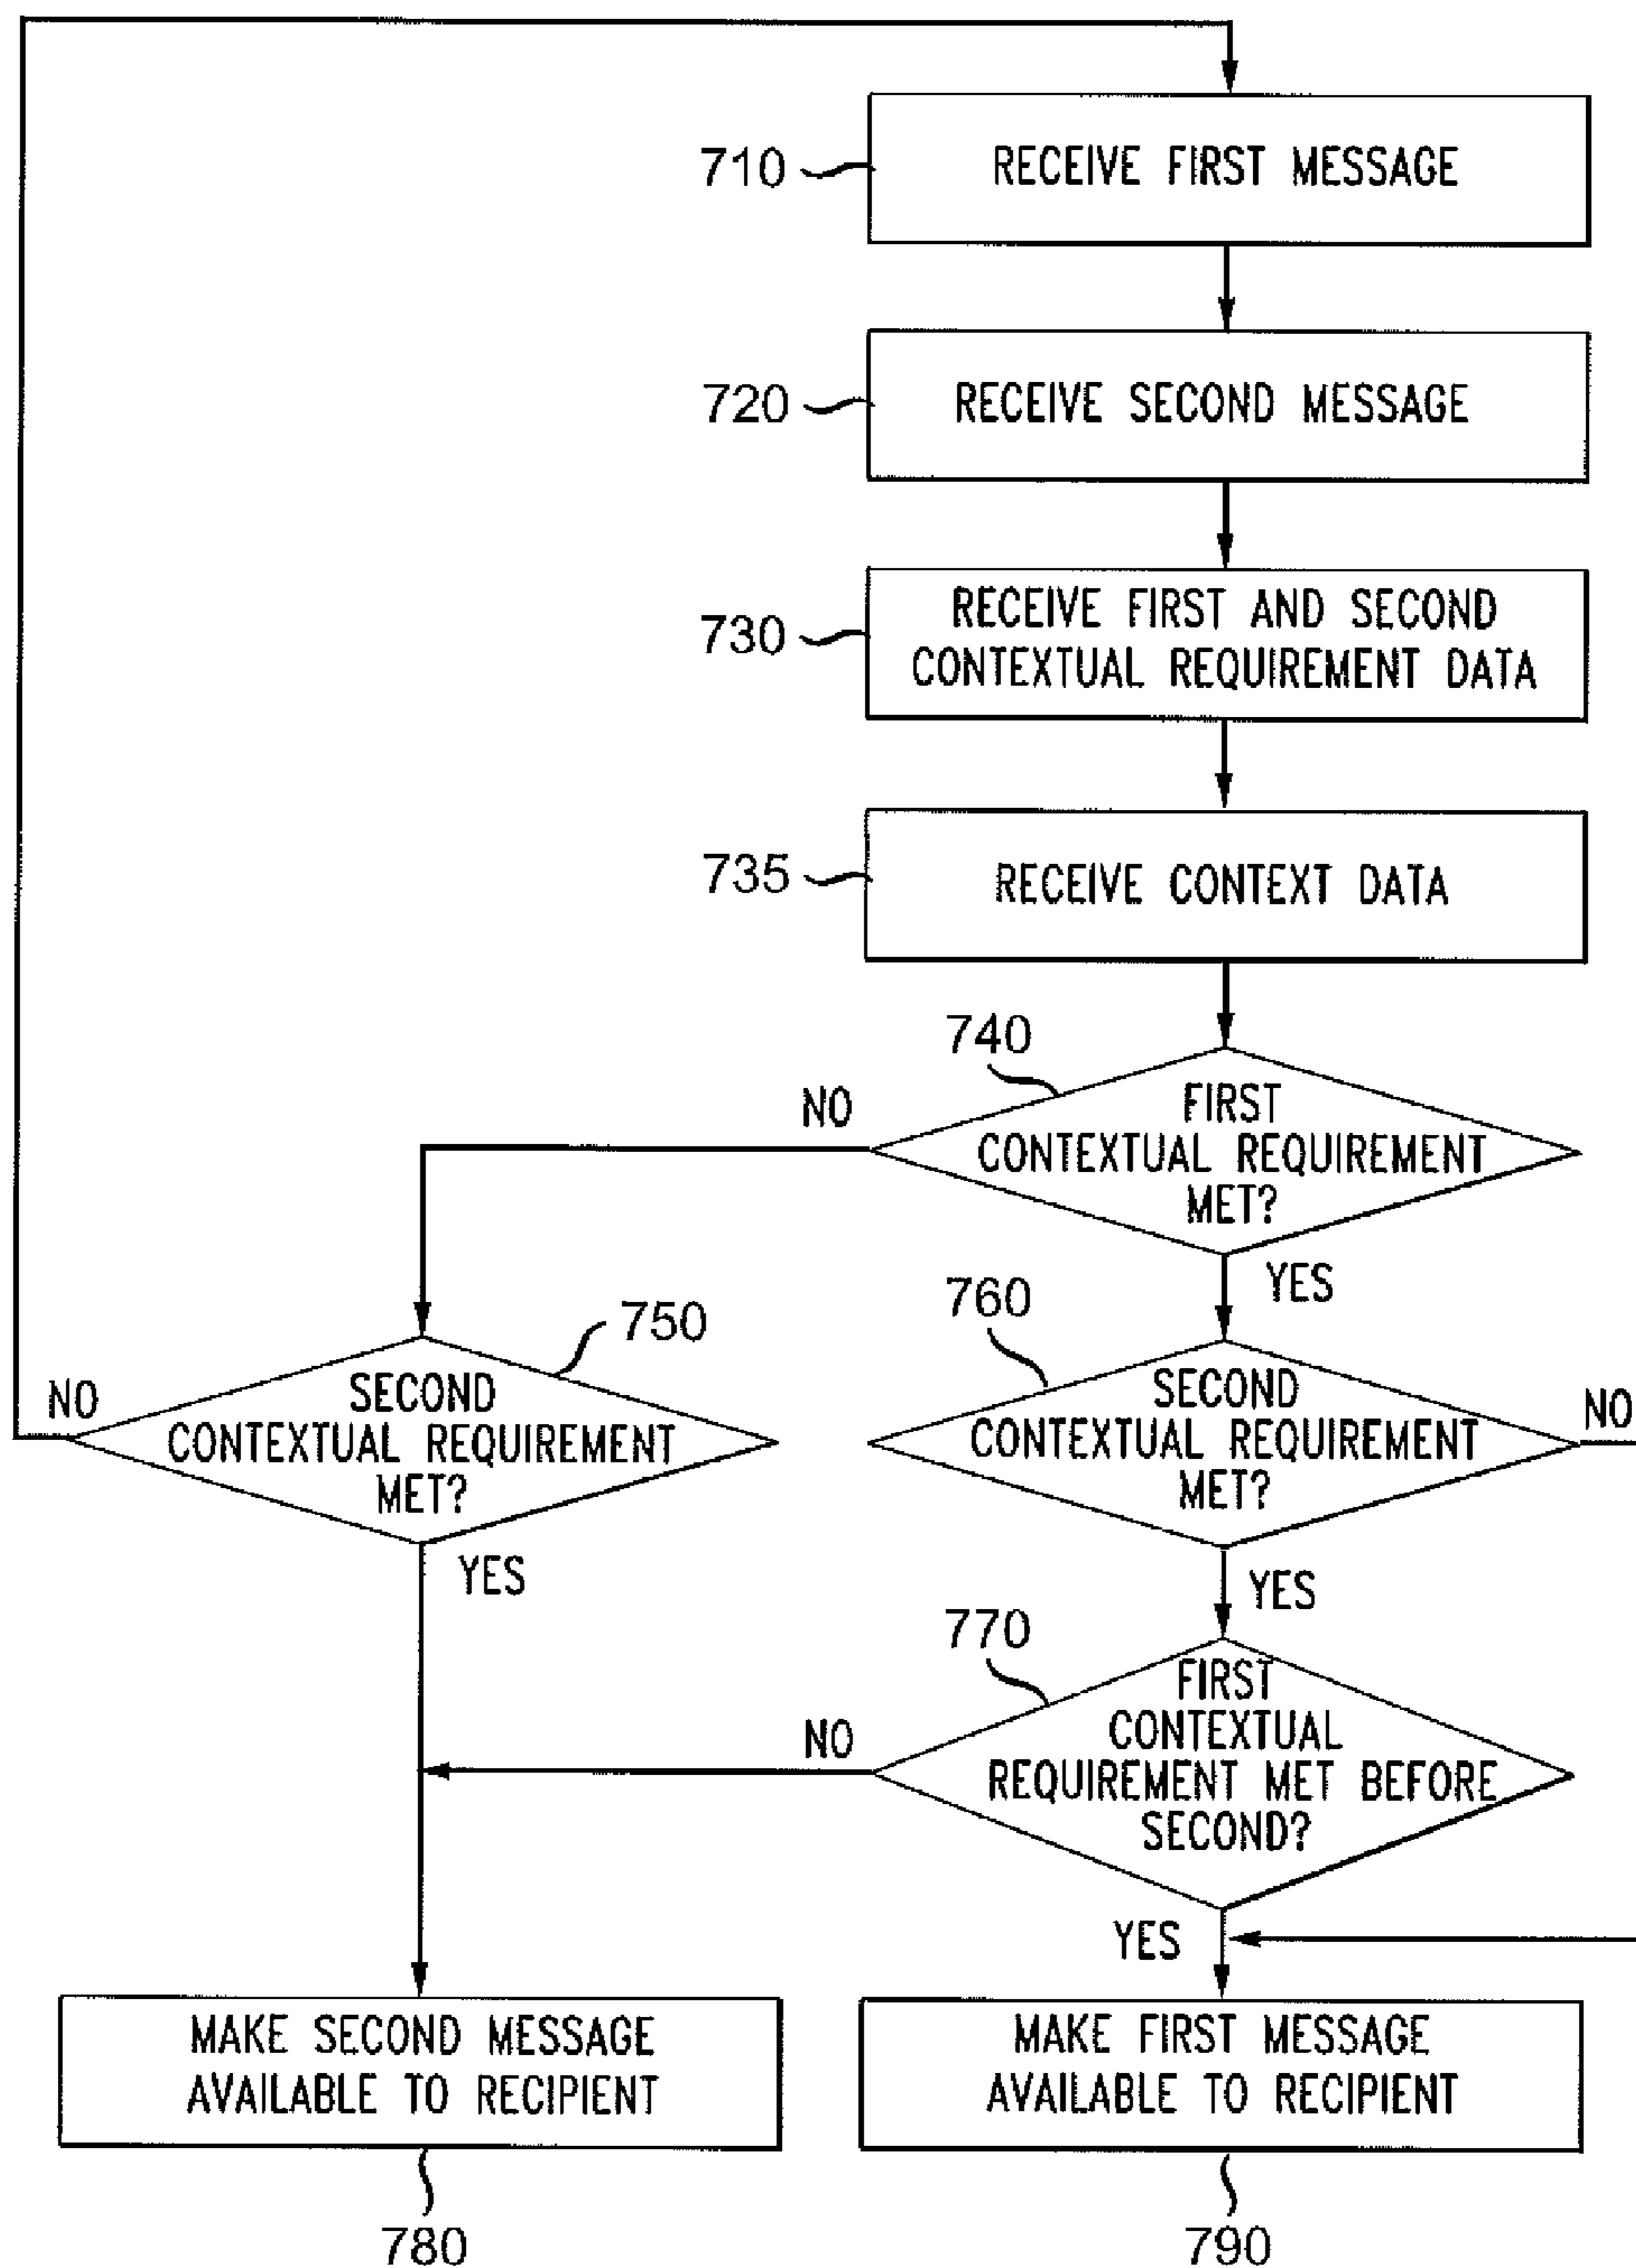 710
RECEIVE FIRST MESSAGE
720
RECEIVE SECOND MESSAGE
730
RECEIVE FIRST AND SECOND
CONTEXTUAL REQUIREMENT DATA
735
RECEIVE CONTEXT DATA
740
NO
FIRST
CONTEXTUAL REQUIREMENT
MET?
YES
750
NO
SECOND
CONTEXTUAL REQUIREMENT
MET?
YES
760
SECOND
CONTEXTUAL REQUIREMENT
MET?
NO
YES
770
NO
FIRST
CONTEXTUAL
REQUIREMENT MET BEFORE
SECOND?
YES
MAKE SECOND MESSAGE
AVAILABLE TO RECIPIENT
780
MAKE FIRST MESSAGE
AVAILABLE TO RECIPIENT
790